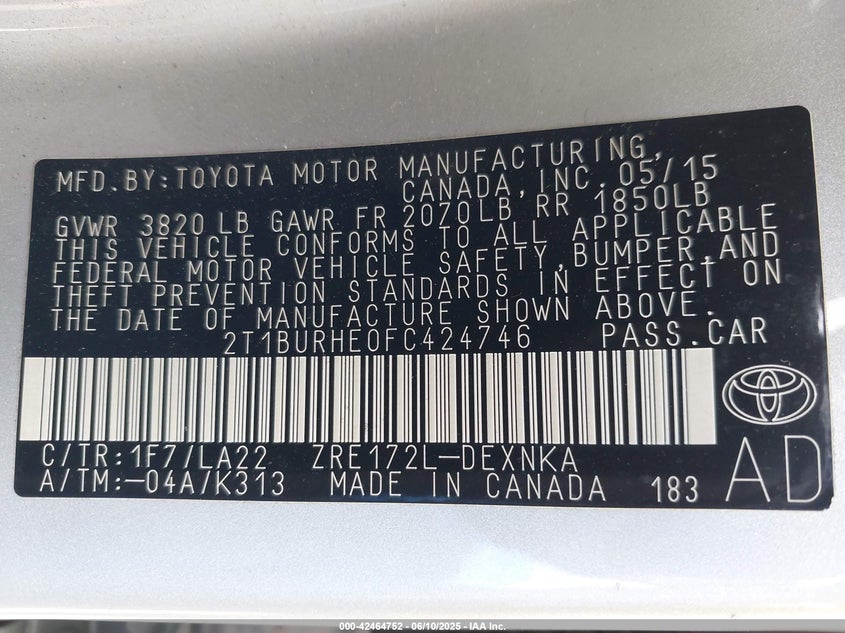 MFD.BY:TOYOTA MOTOR MANUFACTURING,
CANADA,INC.05/15
GVWR 3820 LB GAWR FR 2070LB RR 1850LB
THIS VEHICLE CONFORMS TO ALL APPLICABLE
FEDERAL MOTOR VEHICLE SAFETY,BUMPER,AND
THEFT PREVENTION STANDARDS IN EFFECT ON
THE DATE OF MANUFACTURE SHOWN ABOVE.
2T1BURHE0FC424746 PASS.CAR
C/TR:1F7/LA22 ZRE172L-DEXNKA
A/TM:-04A/K313 MADE IN CANADA 183
AD
000-42464752 - 06/10/2025 - IAA Inc.